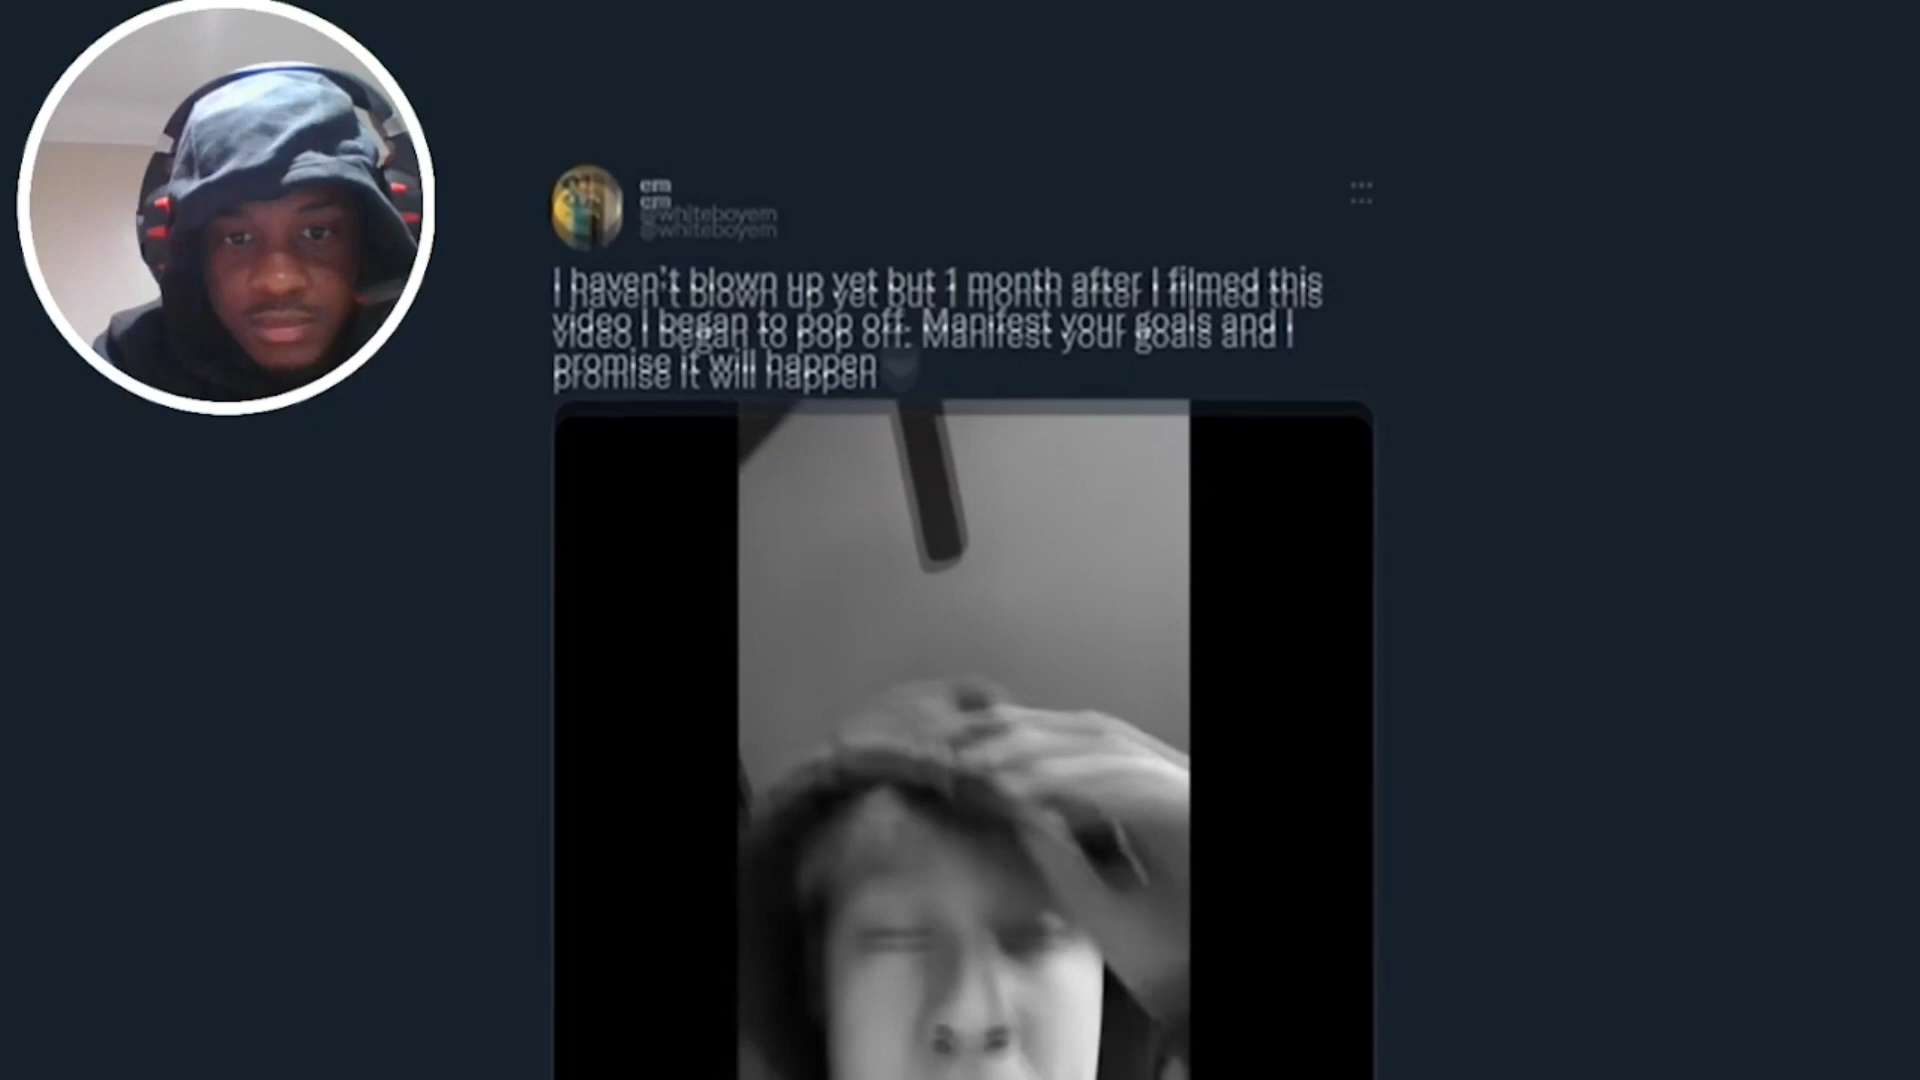 em
@whiteboyem
I haven't blown up yet but 1 month after I filmed this
video I began to pop off. Manifest your goals and I
promise it will happen